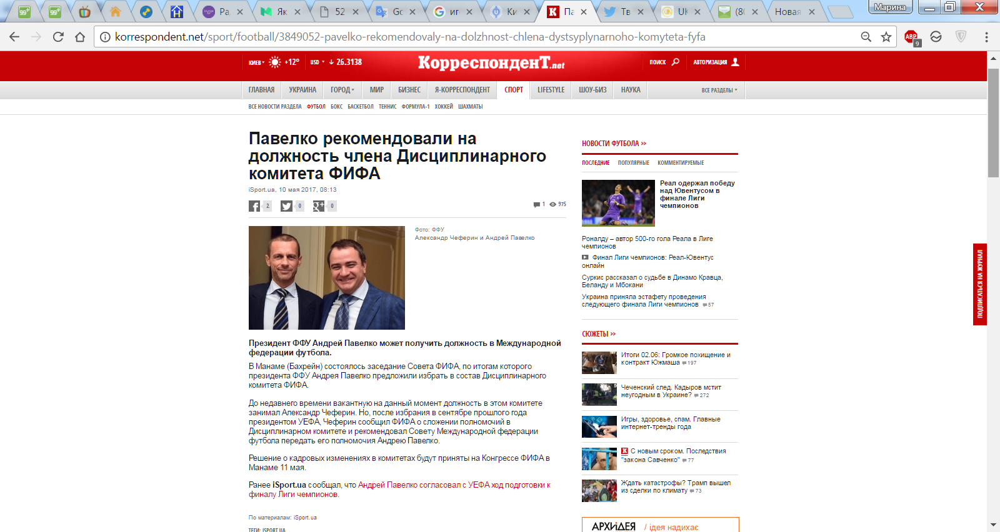 99+
99+
Ра
Як
52
Go
иг
Ки
Па
Тв
UK
(80
Новая
Марина
korrespondent.net/sport/football/3849052-pavelko-rekomendovaly-na-dolzhnost-chlena-dystsyplynarnoho-komyteta-fyfa
ABP
9
КИЕВ +12° USD 26.3138
КорреспонденТ.net
ПОИСК
АВТОРИЗАЦИЯ
ГЛАВНАЯ УКРАИНА ГОРОД МИР БИЗНЕС Я-КОРРЕСПОНДЕНТ СПОРТ LIFESTYLE ШОУ-БИЗ НАУКА ВСЕ РАЗДЕЛЫ
ВСЕ НОВОСТИ РАЗДЕЛА ФУТБОЛ БОКС БАСКЕТБОЛ ТЕННИС ФОРМУЛА-1 ХОККЕЙ ШАХМАТЫ
Павелко рекомендовали на
должность члена Дисциплинарного
комитета ФИФА
iSport.ua, 10 мая 2017, 08:13
2 0 0
1 975
Фото: ФФУ
Александр Чеферин и Андрей Павелко
Президент ФФУ Андрей Павелко может получить должность в Международной
федерации футбола.
В Манаме (Бахрейн) состоялось заседание Совета ФИФА, по итогам которого
президента ФФУ Андрея Павелко предложили избрать в состав Дисциплинарного
комитета ФИФА.
До недавнего времени вакантную на данный момент должность в этом комитете
занимал Александр Чеферин. Но, после избрания в сентябре прошлого года
президентом УЕФА, Чеферин сообщил ФИФА о сложении полномочий в
Дисциплинарном комитете и рекомендовал Совету Международной федерации
футбола передать его полномочия Андрею Павелко.
Решение о кадровых изменениях в комитетах будут приняты на Конгрессе ФИФА в
Манаме 11 мая.
Ранее iSport.ua сообщал, что Андрей Павелко согласовал с УЕФА ход подготовки к
финалу Лиги чемпионов.
По материалам: iSport.ua
ТЕГИ: ISPORT.UA
НОВОСТИ ФУТБОЛА >>
ПОСЛЕДНИЕ ПОПУЛЯРНЫЕ КОММЕНТИРУЕМЫЕ
Реал одержал победу
над Ювентусом в
финале Лиги
чемпионов
Роналду – автор 500-го гола Реала в Лиге
чемпионов
Финал Лиги чемпионов: Реал-Ювентус
онлайн
Суркис рассказал о судьбе в Динамо Кравца,
Беланду и Мбокани
Украина приняла эстафету проведения
следующего финала Лиги чемпионов 57
СЮЖЕТЫ >>
Итоги 02.06: Громкое похищение и
контракт Южмаша 197
Чеченский след. Кадыров мстит
неугодным в Украине? 272
Игры, здоровье, спам. Главные
интернет-тренды года
К С новым сроком. Последствия
"закона Савченко" 77
Ждать катастрофы? Трамп вышел
из сделки по климату 73
АРХИДЕЯ / ідея надихає
ПОДПИСАТЬСЯ НА ЖУРНАЛ